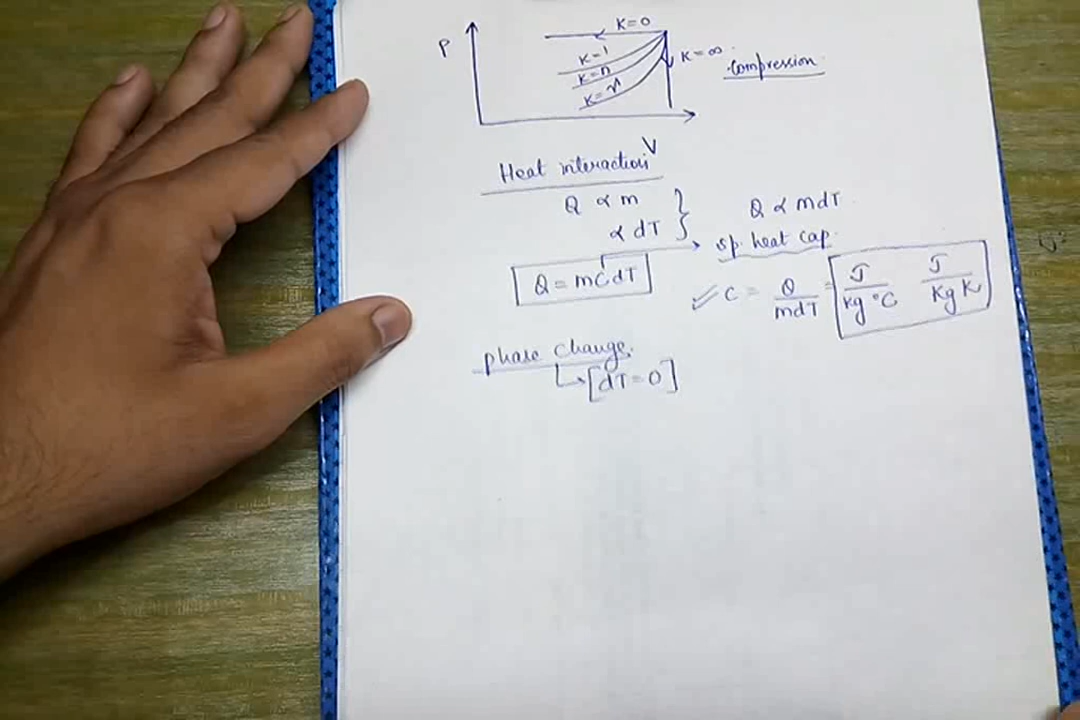 K=0
P
K=1
K=∞
K=n
K=γ
Compression
V
Heat interaction
Q ∝ m
∝ dT
Q ∝ mdT
sp. heat cap.
Q = mCdT
C = Q/mdT = J/kg °C J/Kg K
phase change.
[dT=0]